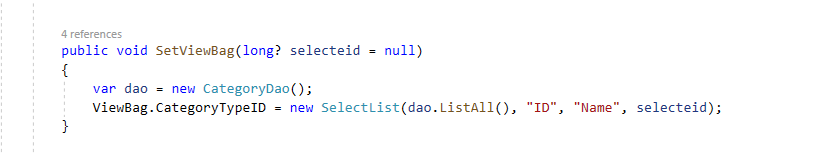 4 references
public void SetViewBag(long? selecteid = null)
{
var dao = new CategoryDao();
ViewBag.CategoryTypeID = new SelectList(dao.ListAll(), "ID", "Name", selecteid);
}